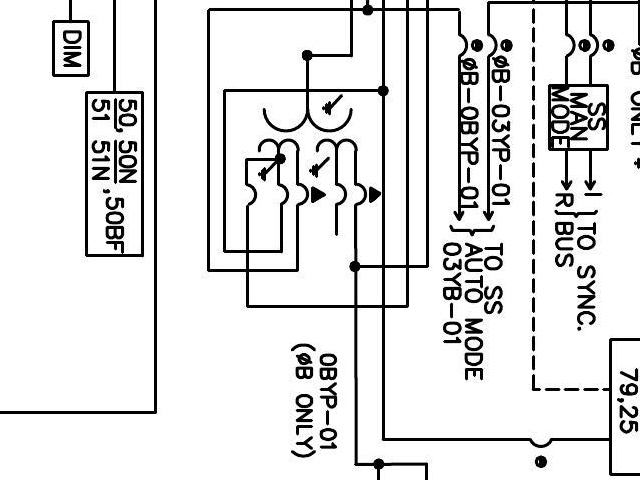 DIM
50, 50N
51 51N ,50BF
øB-0BYP-01
øB-03YP-01
TO SS
AUTO MODE
03YB-01
SS
MAN
MODE
R
I
TO SYNC.
BUS
øB ONLY
79,25
0BYP-01
(øB ONLY)